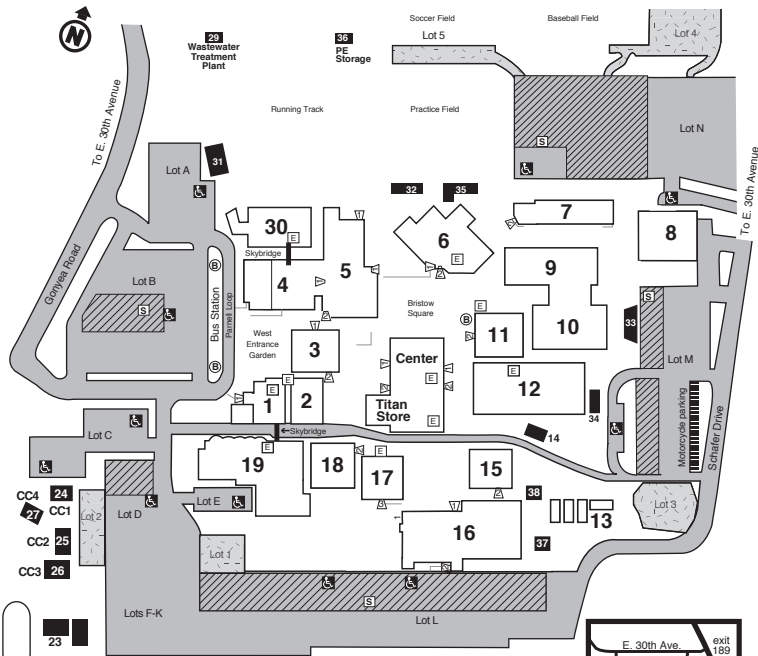 N
29
Wastewater
Treatment
Plant
36
PE
Storage
Soccer Field
Lot 5
Baseball Field
Lot 4
Running Track
Practice Field
S
Lot N
To E. 30th Avenue
Lot A
31
32
35
7
8
To E. 30th Avenue
30
E
Skybridge
4
5
6
E
9
10
B
Gonyea Road
Lot B
S
Bus Station
Parnell Loop
B
West
Entrance
Garden
3
Bristow
Square
E
B
11
S
33
Lot M
Center
E
Titan
Store
E
E
12
34
14
E
E
1
2
Skybridge
Motorcycle parking
Schafer Drive
Lot C
E
19
18
E
17
15
38
13
Lot 3
CC4
24
27
CC1
Lot 2
Lot D
Lot E
CC2
25
CC3
26
Lot 1
16
37
S
Lots F-K
Lot L
23
E. 30th Ave.
exit
189